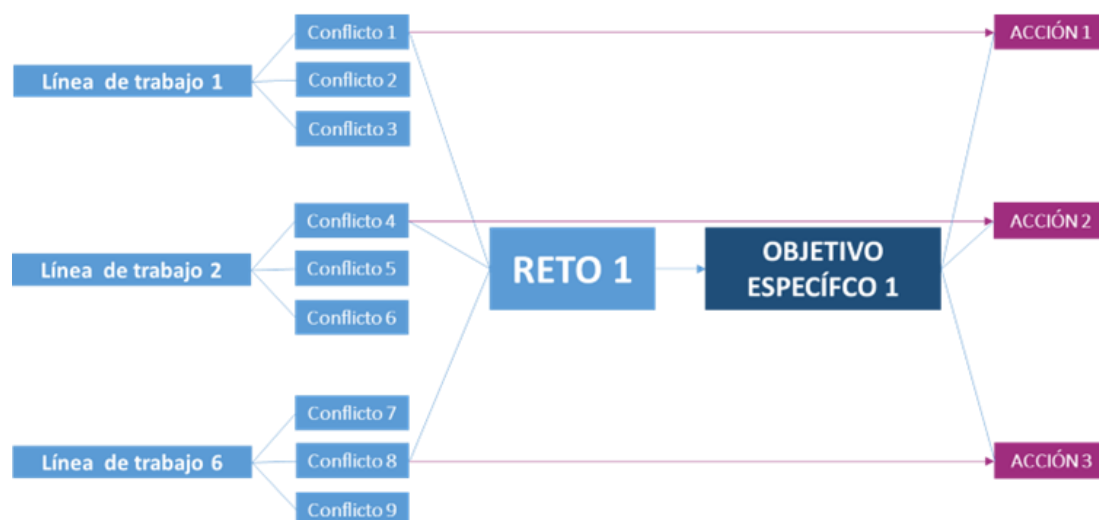 Conflicto 1
ACCIÓN 1
Línea de trabajo 1
Conflicto 2
Conflicto 3
Conflicto 4
ACCIÓN 2
Línea de trabajo 2
Conflicto 5
Conflicto 6
RETO 1
OBJETIVO
ESPECÍFCO 1
Conflicto 7
Línea de trabajo 6
Conflicto 8
ACCIÓN 3
Conflicto 9